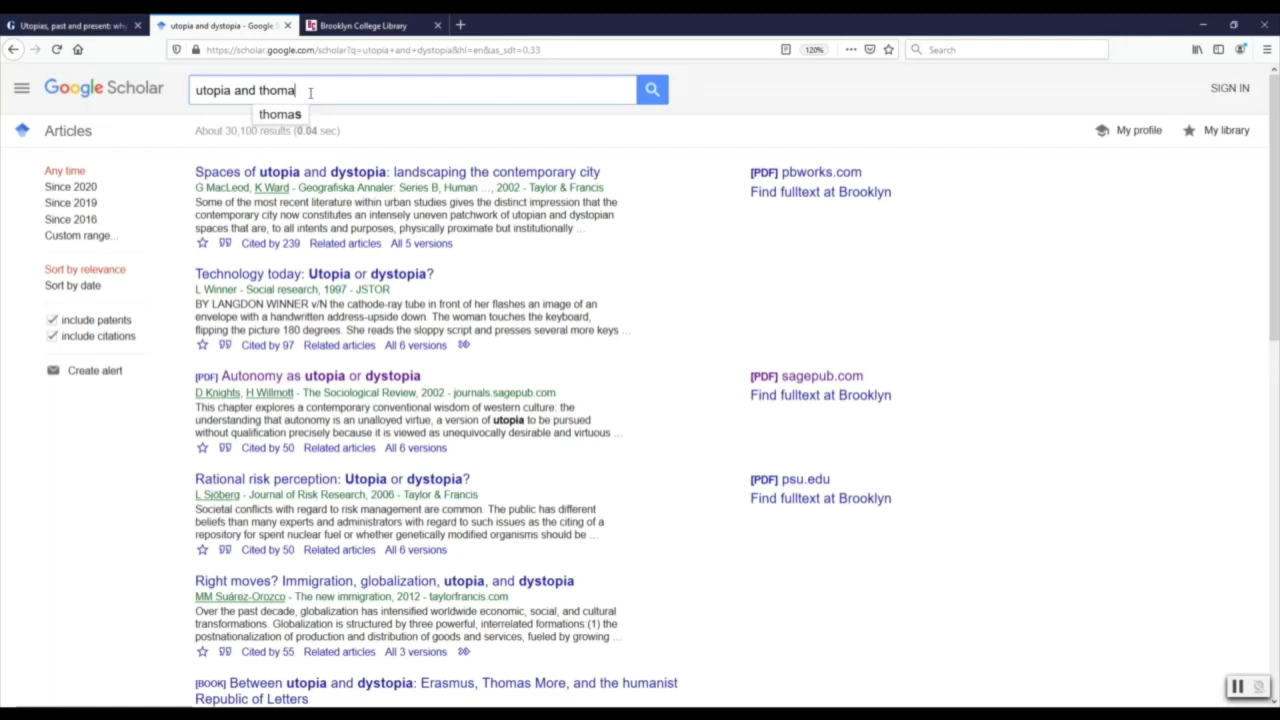 Utopias, past and present: why
utopia and dystopia - Google S
Brooklyn College Library
https://scholar.google.com/scholar?q=utopia+and+dystopia&hl=en&as_sdt=0.33
120%
Search
Google Scholar
utopia and thoma
SIGN IN
thomas
Articles
About 30,100 results (0.04 sec)
My profile
My library
Any time
Since 2020
Since 2019
Since 2016
Custom range...
Sort by relevance
Sort by date
include patents
include citations
Create alert
Spaces of utopia and dystopia: landscaping the contemporary city
G MacLeod, K Ward - Geografiska Annaler: Series B, Human …, 2002 - Taylor & Francis
Some of the most recent literature within urban studies gives the distinct impression that the
contemporary city now constitutes an intensely uneven patchwork of utopian and dystopian
spaces that are, to all intents and purposes, physically proximate but institutionally …
Cited by 239 Related articles All 5 versions
[PDF] pbworks.com
Find fulltext at Brooklyn
Technology today: Utopia or dystopia?
L Winner - Social research, 1997 - JSTOR
BY LANGDON WINNER v/N the cathode-ray tube in front of her flashes an image of an
envelope with a handwritten address-upside down. The woman touches the keyboard,
flipping the picture 180 degrees. She reads the sloppy script and presses several more keys …
Cited by 97 Related articles All 6 versions
[PDF] Autonomy as utopia or dystopia
D Knights, H Willmott - The Sociological Review, 2002 - journals.sagepub.com
This chapter explores a contemporary conventional wisdom of western culture: the
understanding that autonomy is an unalloyed virtue, a version of utopia to be pursued
without qualification precisely because it is viewed as unequivocally desirable and virtuous …
Cited by 50 Related articles All 6 versions
[PDF] sagepub.com
Find fulltext at Brooklyn
Rational risk perception: Utopia or dystopia?
L Sjöberg - Journal of Risk Research, 2006 - Taylor & Francis
Societal conflicts with regard to risk management are common. The public has different
beliefs than many experts and administrators with regard to such issues as the citing of a
repository for spent nuclear fuel or whether genetically modified organisms should be …
Cited by 50 Related articles All 6 versions
[PDF] psu.edu
Find fulltext at Brooklyn
Right moves? Immigration, globalization, utopia, and dystopia
MM Suárez-Orozco - The new immigration, 2012 - taylorfrancis.com
Over the past decade, globalization has intensified worldwide economic, social, and cultural
transformations. Globalization is structured by three powerful, interrelated formations:(1) the
postnationalization of production and distribution of goods and services, fueled by growing …
Cited by 55 Related articles All 3 versions
[BOOK] Between utopia and dystopia: Erasmus, Thomas More, and the humanist
Republic of Letters